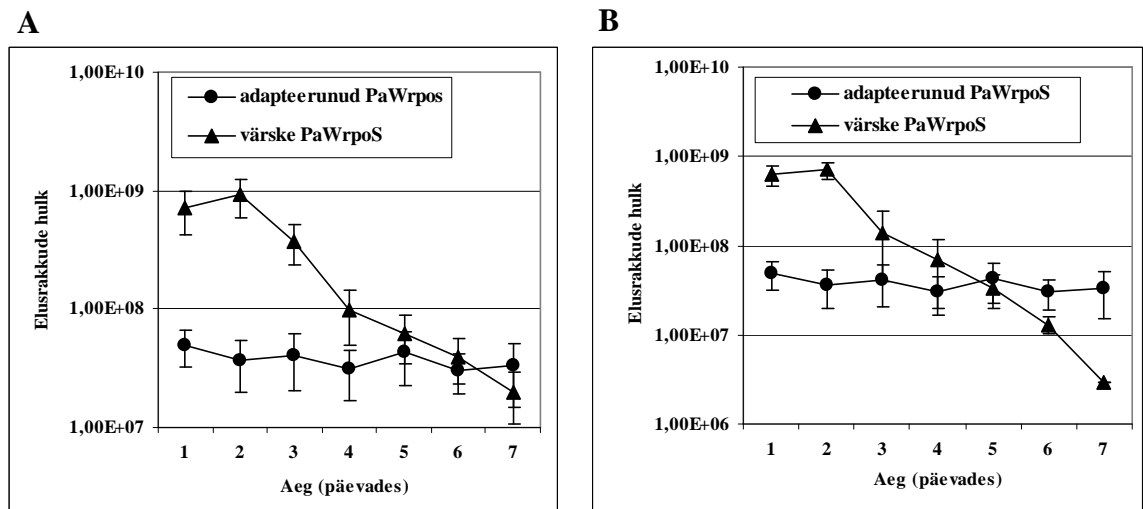 A
1,00E+10
adapteerunud PaWrpos
värske PaWrpoS
1,00E+09
1,00E+08
1,00E+07
Elusrakkude hulk
1 2 3 4 5 6 7
Aeg (päevades)
B
1,00E+10
adapteerunud PaWrpoS
värske PaWrpoS
1,00E+09
1,00E+08
1,00E+07
1,00E+06
Elusrakkude hulk
1 2 3 4 5 6 7
Aeg (päevades)